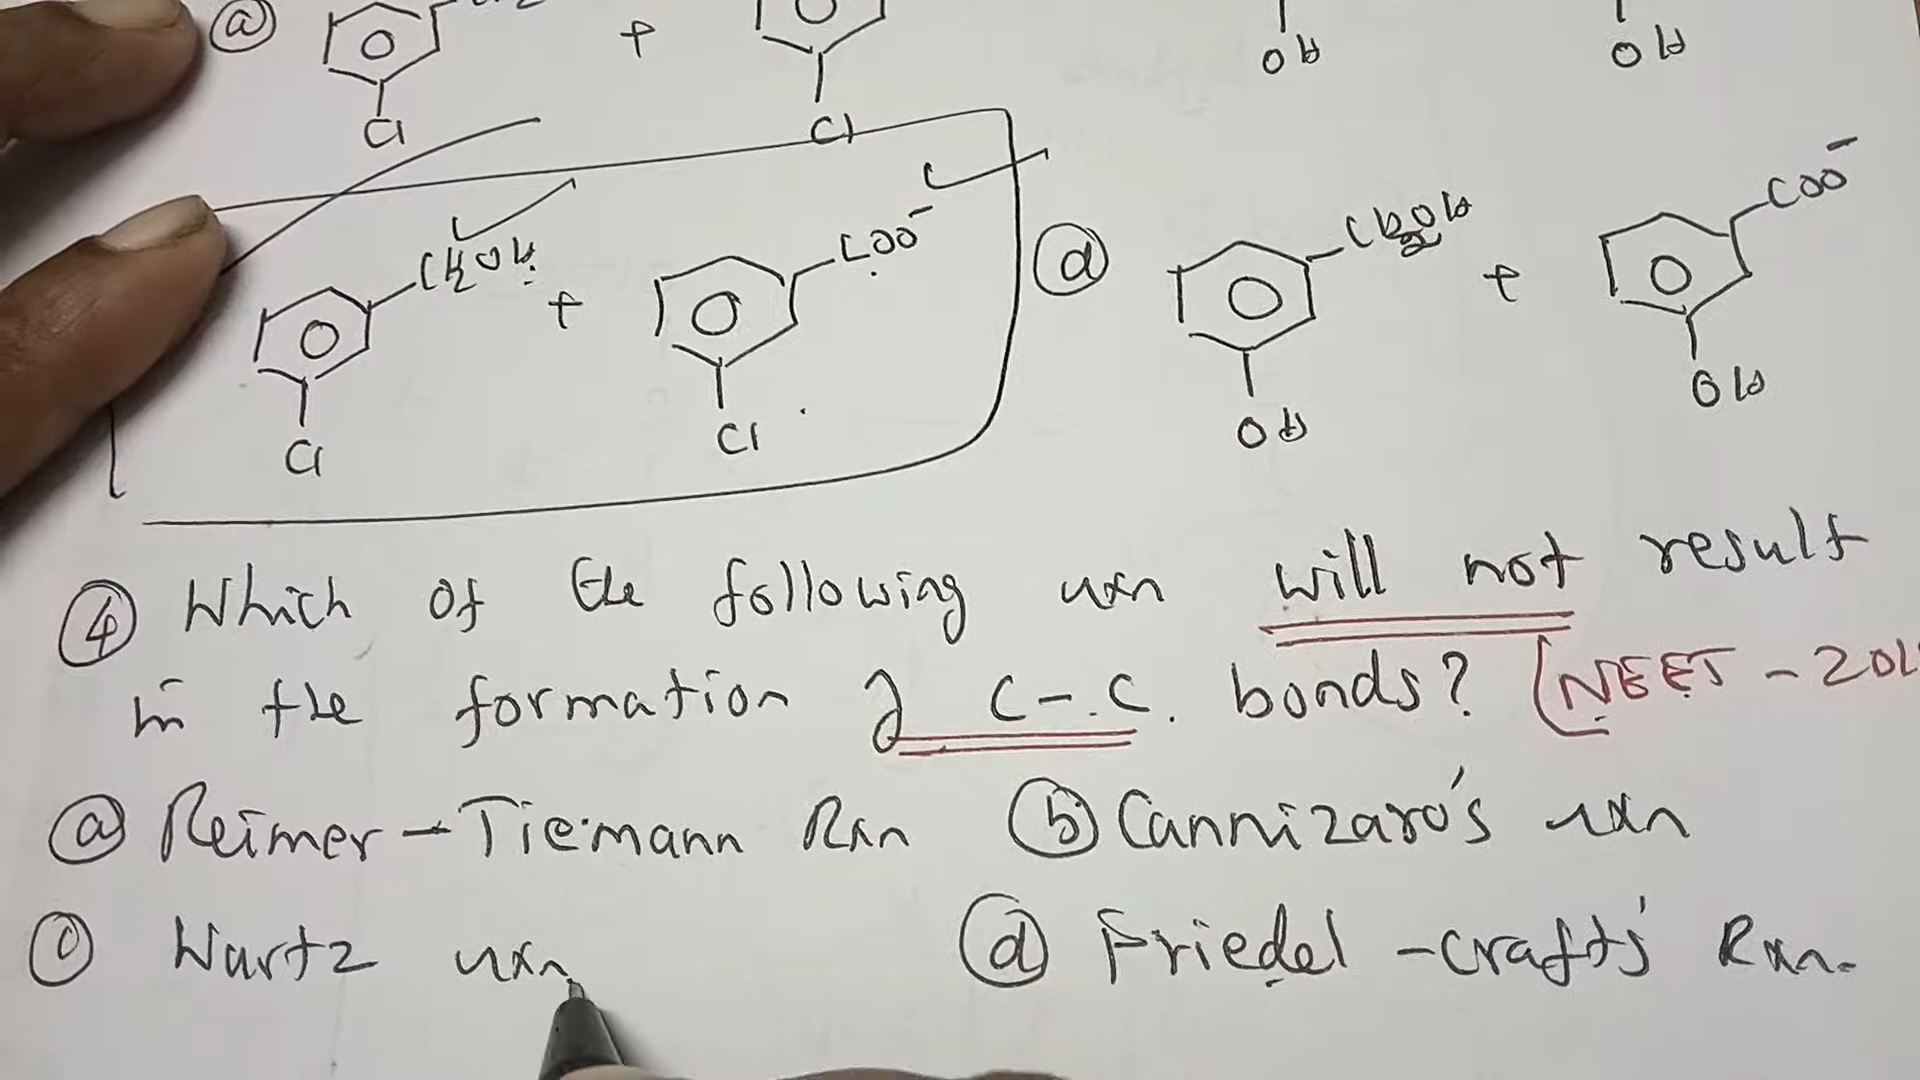 ⓐ
+
OH
OH
Cl
Cl
CH2OH + COO⁻
ⓓ CH2OH + COO⁻
Cl
Cl
OH
OH
④ Which of the following rxn will not result
in the formation of C-C bonds? (NEET - 201
ⓐ Reimer - Tiemann Rxn ⓑ Cannizaro's rxn
ⓒ Wurtz rxn ⓓ Friedel - crafts' Rxn.